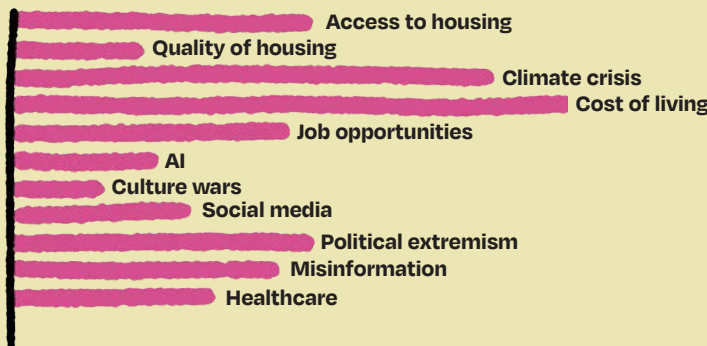 Access to housing
Quality of housing
Climate crisis
Cost of living
Job opportunities
AI
Culture wars
Social media
Political extremism
Misinformation
Healthcare